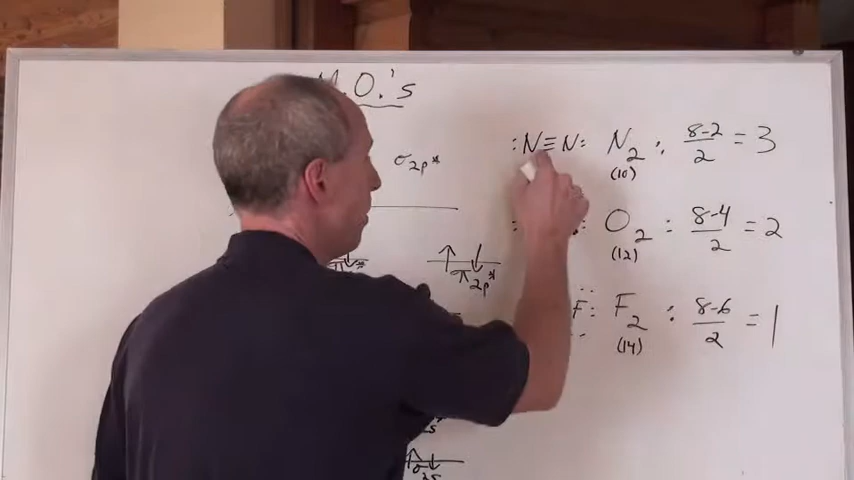 M.O.'s
:N≡N: N₂ : 8-2/2 = 3
σ2p*
(10)
: O₂ : 8-4/2 = 2
(12)
π2p*
F: F₂ : 8-6/2 = 1
(14)
σ2s